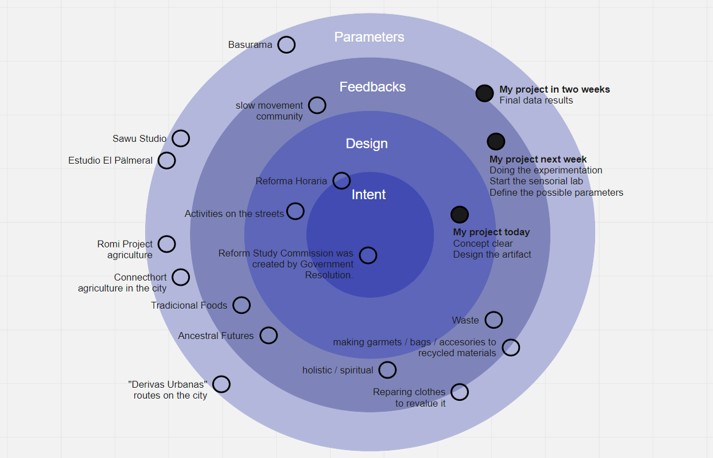 Parameters
Basurama
Feedbacks
My project in two weeks
Final data results
slow movement
community
Sawu Studio
Design
My project next week
Doing the experimentation
Start the sensorial lab
Define the possible parameters
Estudio El Pälmeral
Reforma Horaria
Intent
Activities on the streets
My project today
Concept clear
Design the artifact
Romi Project
agriculture
Reform Study Commission was
created by Government
Resolution.
Connecthort
agriculture in the city
Tradicional Foods
Waste
Ancestral Futures
making garmets / bags / accesories to
recycled materials
holistic / spiritual
"Derivas Urbanas"
routes on the city
Reparing clothes
to revalue it